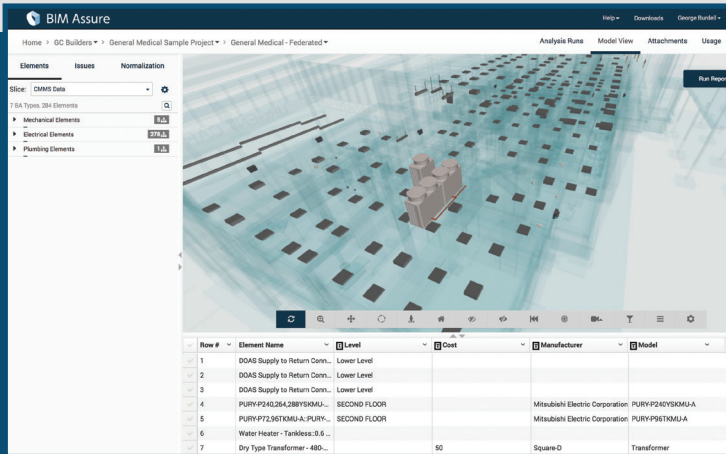 BIM Assure
Help Downloads George Burdell
Home > GC Builders > General Medical Sample Project > General Medical - Federated
Analysis Runs Model View Attachments Usage
Elements Issues Normalization
Run Repor
Slice: CMMS Data
7 BA Types. 284 Elements
Mechanical Elements 5
Electrical Elements 278
Plumbing Elements 1
Row # Element Name Level Cost Manufacturer Model
1 DOAS Supply to Return Conn... Lower Level
2 DOAS Supply to Return Conn... Lower Level
3 DOAS Supply to Return Conn... Lower Level
4 PURY-P240,264,288YSKMU-... SECOND FLOOR Mitsubishi Electric Corporation PURY-P240YSKMU-A
5 PURY-P72,96TKMU-A::PURY-... SECOND FLOOR Mitsubishi Electric Corporation PURY-P96TKMU-A
6 Water Heater - Tankless::0.6 ...
7 Dry Type Transformer - 480-... 50 Square-D Transformer